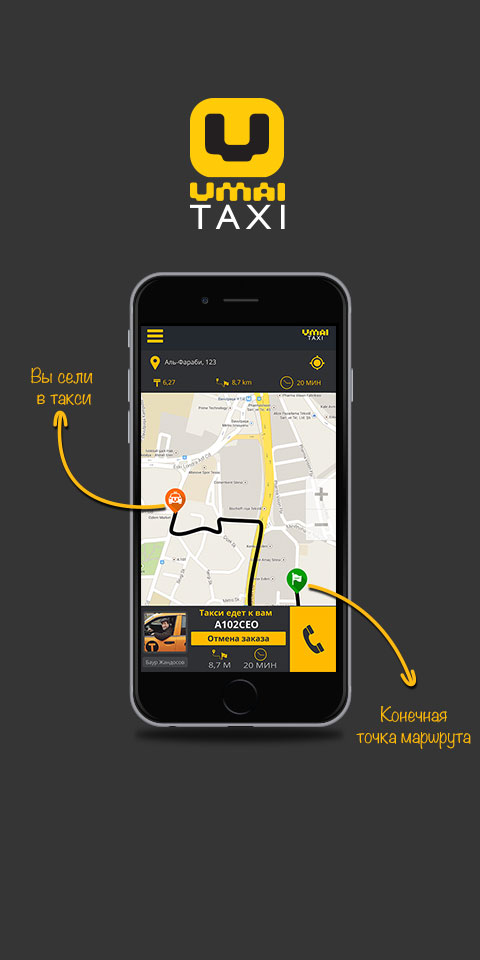 UMAI
TAXI
UMAI
TAXI
Аль-Фараби, 123
₸ 6,27
8,7 km
20 МИН
Вы сели
в такси
Такси едет к вам
A102CEO
Отмена заказа
Баур Жандосов
8,7 M
20 МИН
Конечная
точка маршрута